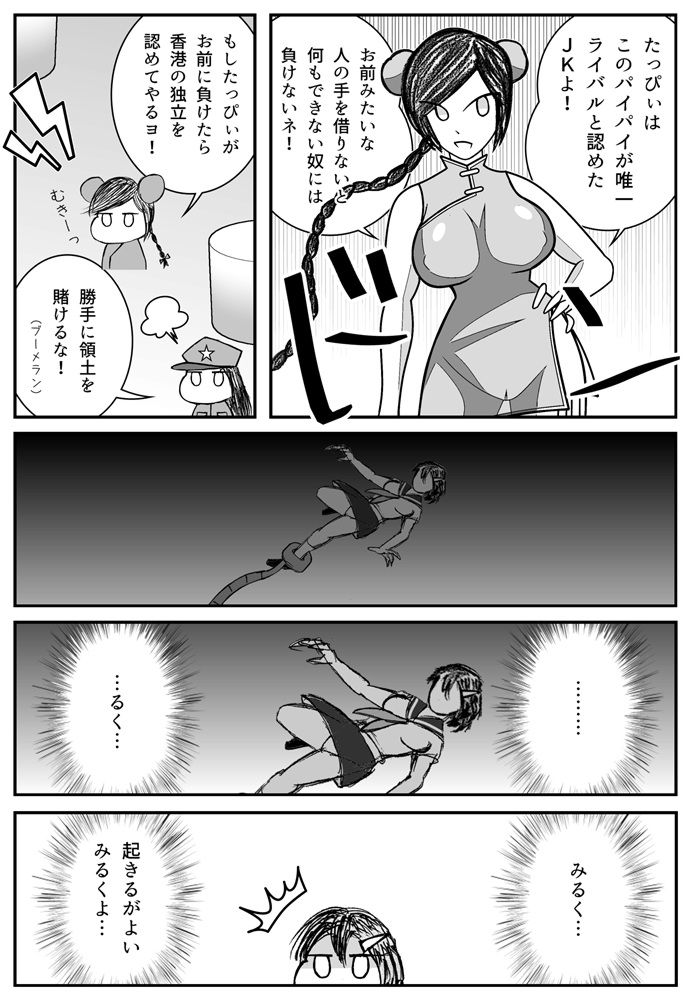 たっぴぃは
このパイパイが唯一
ライバルと認めた
ＪＫよ！
お前みたいな
人の手を借りないと
何もできない奴には
負けないネ！
ドンッ
もしたっぴぃが
お前に負けたら
香港の独立を
認めてやるヨ！
むきーっ
勝手に領土を
賭けるな！
（ブーメラン）
………
…るく…
みるく…
起きるがよい
みるくよ…